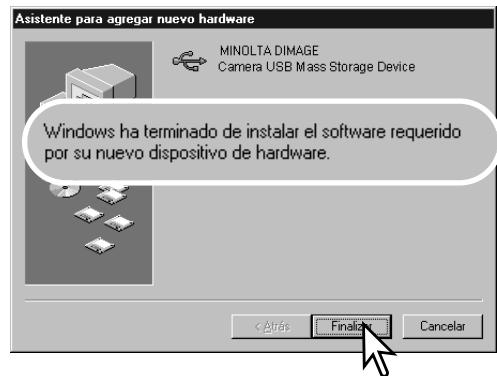 Asistente para agregar nuevo hardware
MINOLTA DIMAGE
Camera USB Mass Storage Device
Windows ha terminado de instalar el software requerido
por su nuevo dispositivo de hardware.
< Atrás
Finalizar
Cancelar